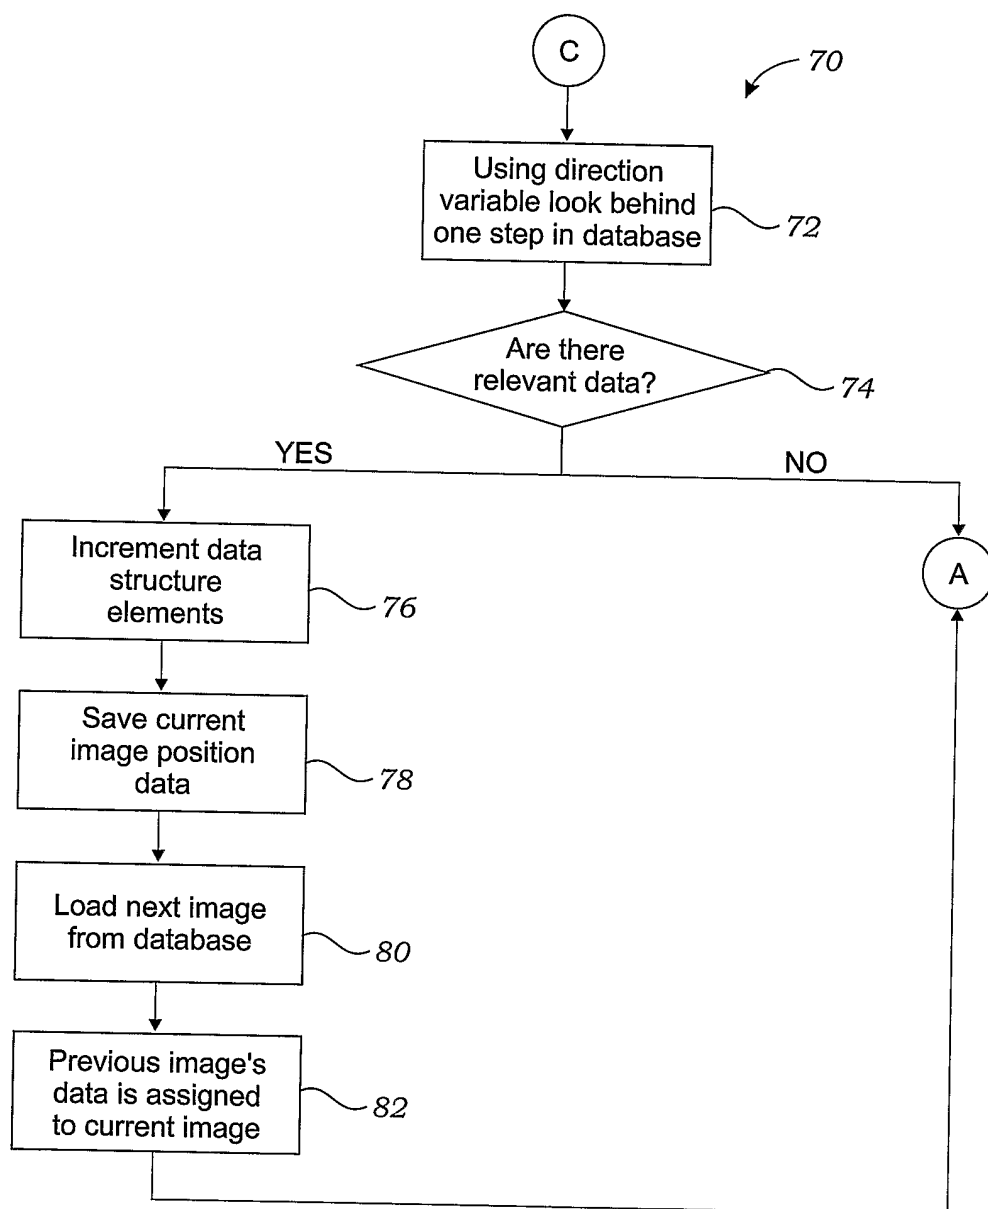 C
70
Using direction
variable look behind
one step in database
72
Are there
relevant data?
74
YES
NO
Increment data
structure
elements
76
A
Save current
image position
data
78
Load next image
from database
80
Previous image's
data is assigned
to current image
82